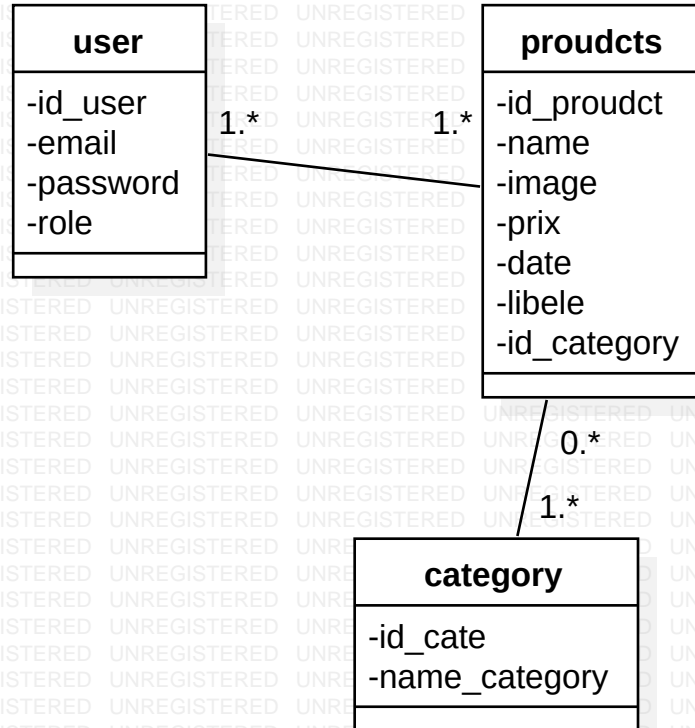 user
-id_user
-email
-password
-role
1.*
1.*
proudcts
-id_proudct
-name
-image
-prix
-date
-libele
-id_category
0.*
1.*
category
-id_cate
-name_category
UNREGISTERED